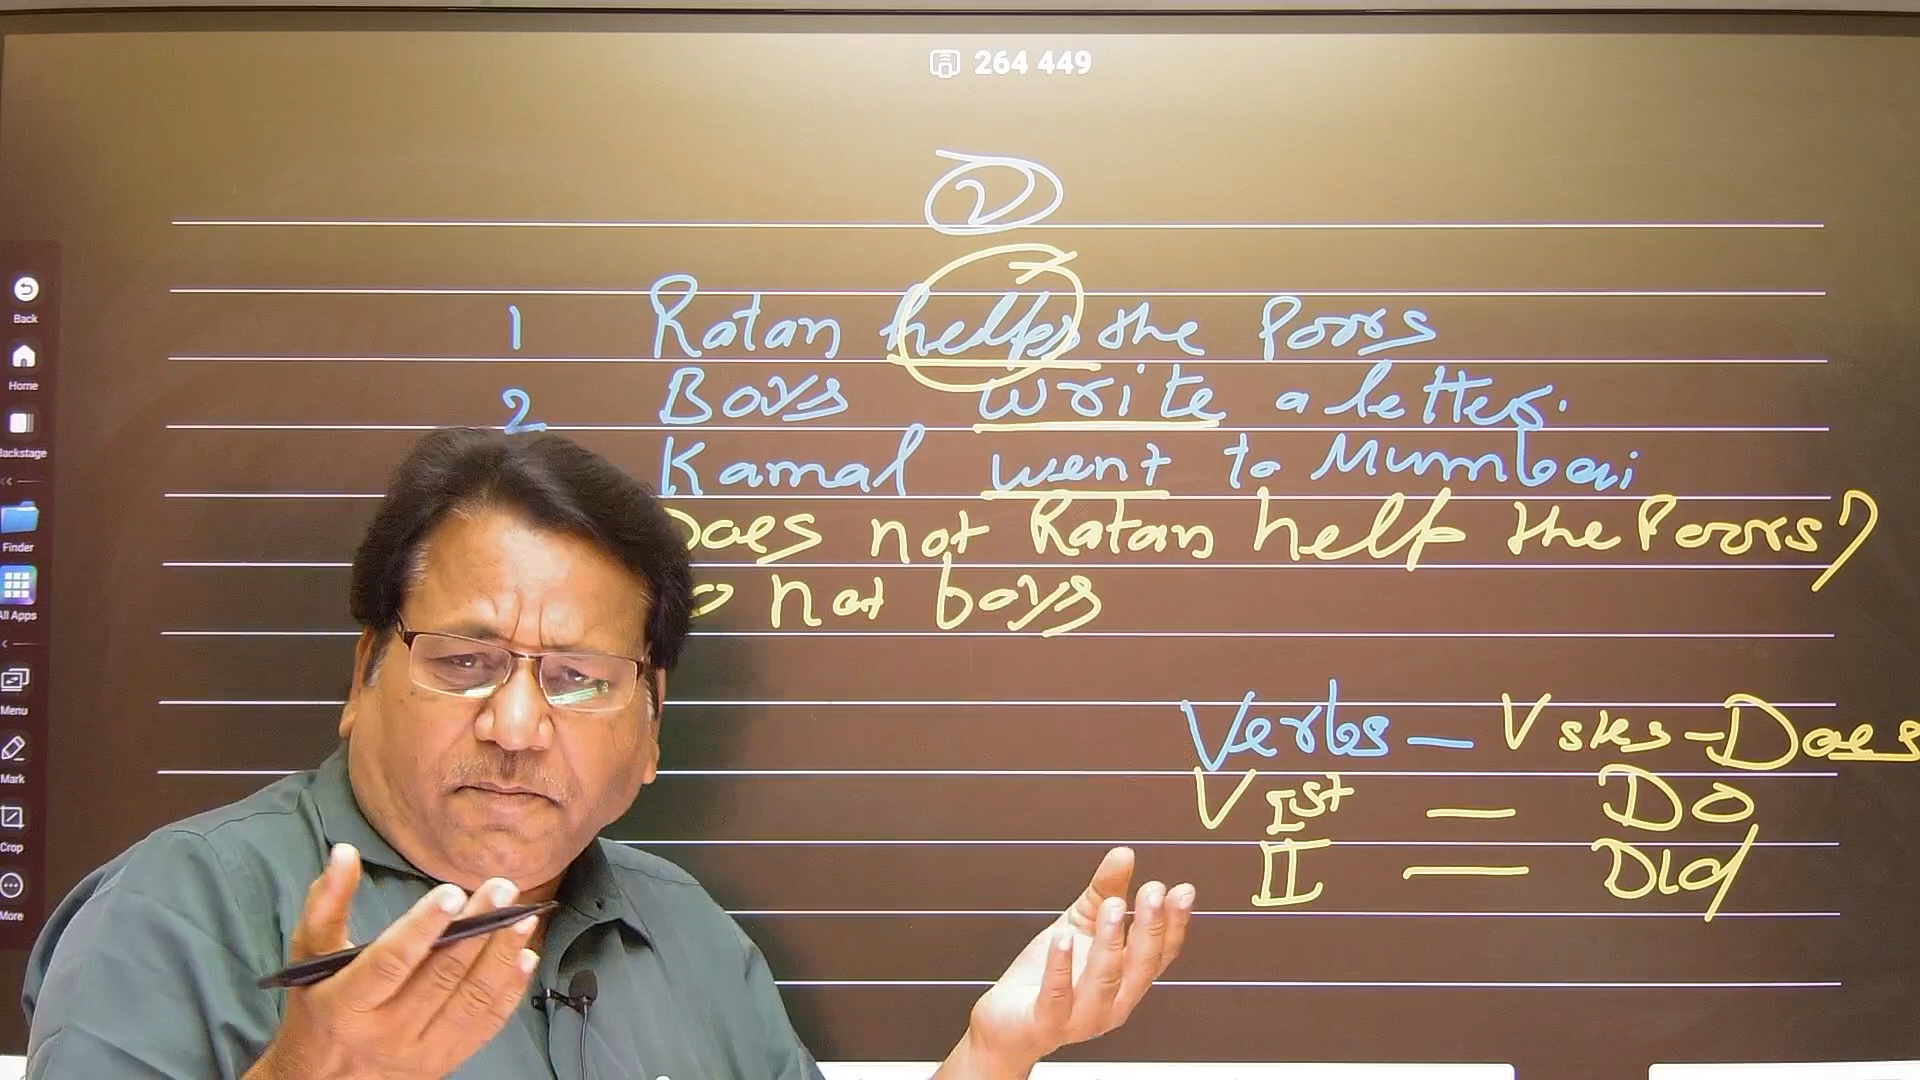 264 449
V
1 Ratan helps the Poors
2 Boys write a letter.
Kamal went to Mumbai
Does not Ratan help the Poors?
o not boys
Verbs — V s/es - Does
V Ist — DO
II — DId
Back
Home
Backstage
Finder
All Apps
Menu
Mark
Crop
More